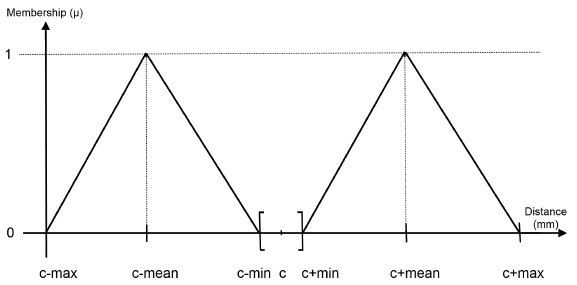 Membership (μ)
1
0
Distance
(mm)
c-max c-mean c-min c c+min c+mean c+max